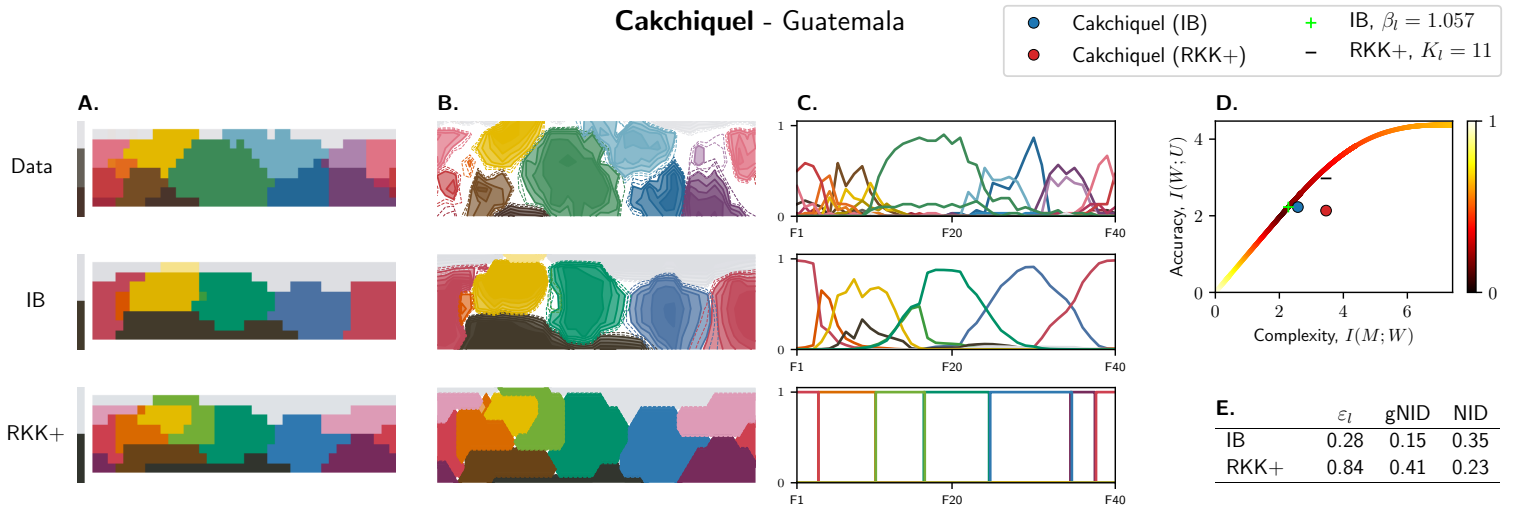 Cakchiquel - Guatemala
Cakchiquel (IB)
Cakchiquel (RKK+)
IB, βl = 1.057
RKK+, Kl = 11
A.
B.
C.
D.
Data
IB
RKK+
1
0
F1 F20 F40
1
0
F1 F20 F40
1
0
F1 F20 F40
Accuracy, I(W; U)
4
2
0
0 2 4 6
Complexity, I(M; W)
1
0
E.
εl gNID NID
IB 0.28 0.15 0.35
RKK+ 0.84 0.41 0.23